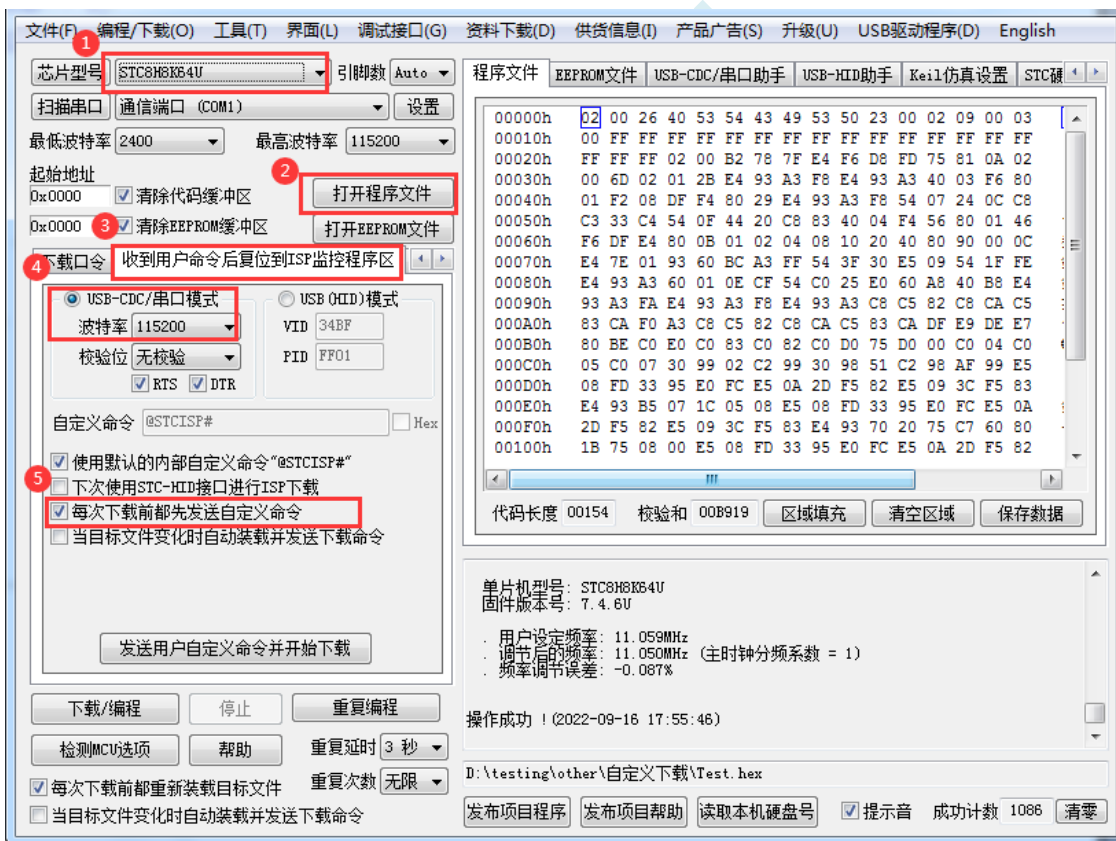 文件(F) 编程/下载(O) 工具(T) 界面(L) 调试接口(G) 资料下载(D) 供货信息(I) 产品广告(S) 升级(U) USB驱动程序(D) English
1
芯片型号 STC8H8K64U 引脚数 Auto
扫描串口 通信端口 (COM1) 设置
最低波特率 2400 最高波特率 115200
起始地址
2
0x0000 清除代码缓冲区 打开程序文件
0x0000 3 清除EEPROM缓冲区 打开EEPROM文件
4 下载口令 收到用户命令后复位到ISP监控程序区
USB-CDC/串口模式 USB(HID)模式
波特率 115200 VID 34BF
校验位 无校验 PID FF01
RTS DTR
自定义命令 @STCISP# Hex
使用默认的内部自定义命令"@STCISP#"
5
下次使用STC-HID接口进行ISP下载
每次下载前都先发送自定义命令
当目标文件变化时自动装载并发送下载命令
发送用户自定义命令并开始下载
下载/编程 停止 重复编程
检测MCU选项 帮助 重复延时 3 秒
每次下载前都重新装载目标文件 重复次数 无限
当目标文件变化时自动装载并发送下载命令
程序文件 EEPROM文件 USB-CDC/串口助手 USB-HID助手 Keil仿真设置 STC硬
00000h 02 00 26 40 53 54 43 49 53 50 23 00 02 09 00 03
00010h 00 FF FF FF FF FF FF FF FF FF FF FF FF FF FF FF
00020h FF FF FF 02 00 B2 78 7F E4 F6 D8 FD 75 81 0A 02
00030h 00 6D 02 01 2B E4 93 A3 F8 E4 93 A3 40 03 F6 80
00040h 01 F2 08 DF F4 80 29 E4 93 A3 F8 54 07 24 0C C8
00050h C3 33 C4 54 0F 44 20 C8 83 40 04 F4 56 80 01 46
00060h F6 DF E4 80 0B 01 02 04 08 10 20 40 80 90 00 0C
00070h E4 7E 01 93 60 BC A3 FF 54 3F 30 E5 09 54 1F FE
00080h E4 93 A3 60 01 0E CF 54 C0 25 E0 60 A8 40 B8 E4
00090h 93 A3 FA E4 93 A3 F8 E4 93 A3 C8 C5 82 C8 CA C5
000A0h 83 CA F0 A3 C8 C5 82 C8 CA C5 83 CA DF E9 DE E7
000B0h 80 BE C0 E0 C0 83 C0 82 C0 D0 75 D0 00 C0 04 C0
000C0h 05 C0 07 30 99 02 C2 99 30 98 51 C2 98 AF 99 E5
000D0h 08 FD 33 95 E0 FC E5 0A 2D F5 82 E5 09 3C F5 83
000E0h E4 93 B5 07 1C 05 08 E5 08 FD 33 95 E0 FC E5 0A
000F0h 2D F5 82 E5 09 3C F5 83 E4 93 70 20 75 C7 60 80
00100h 1B 75 08 00 E5 08 FD 33 95 E0 FC E5 0A 2D F5 82
代码长度 00154 校验和 00B919 区域填充 清空区域 保存数据
单片机型号: STC8H8K64U
固件版本号: 7.4.6U
. 用户设定频率: 11.059MHz
. 调节后的频率: 11.050MHz (主时钟分频系数 = 1)
. 频率调节误差: -0.087%
操作成功 !(2022-09-16 17:55:46)
D:\testing\other\自定义下载\Test.hex
发布项目程序 发布项目帮助 读取本机硬盘号 提示音 成功计数 1086 清零